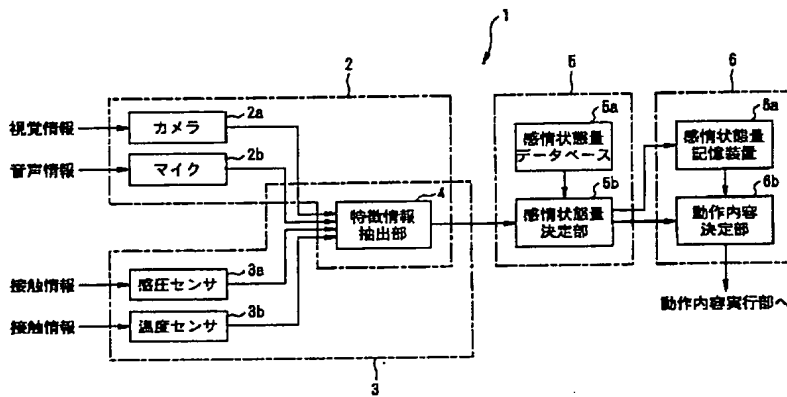 1
2
5
6
視覚情報
カメラ
2a
音声情報
マイク
2b
5a
感情状態量
データベース
6a
感情状態量
記憶装置
4
特徴情報
抽出部
5b
感情状態量
決定部
6b
動作内容
決定部
接触情報
感圧センサ
3a
接触情報
温度センサ
3b
動作内容実行部へ
3